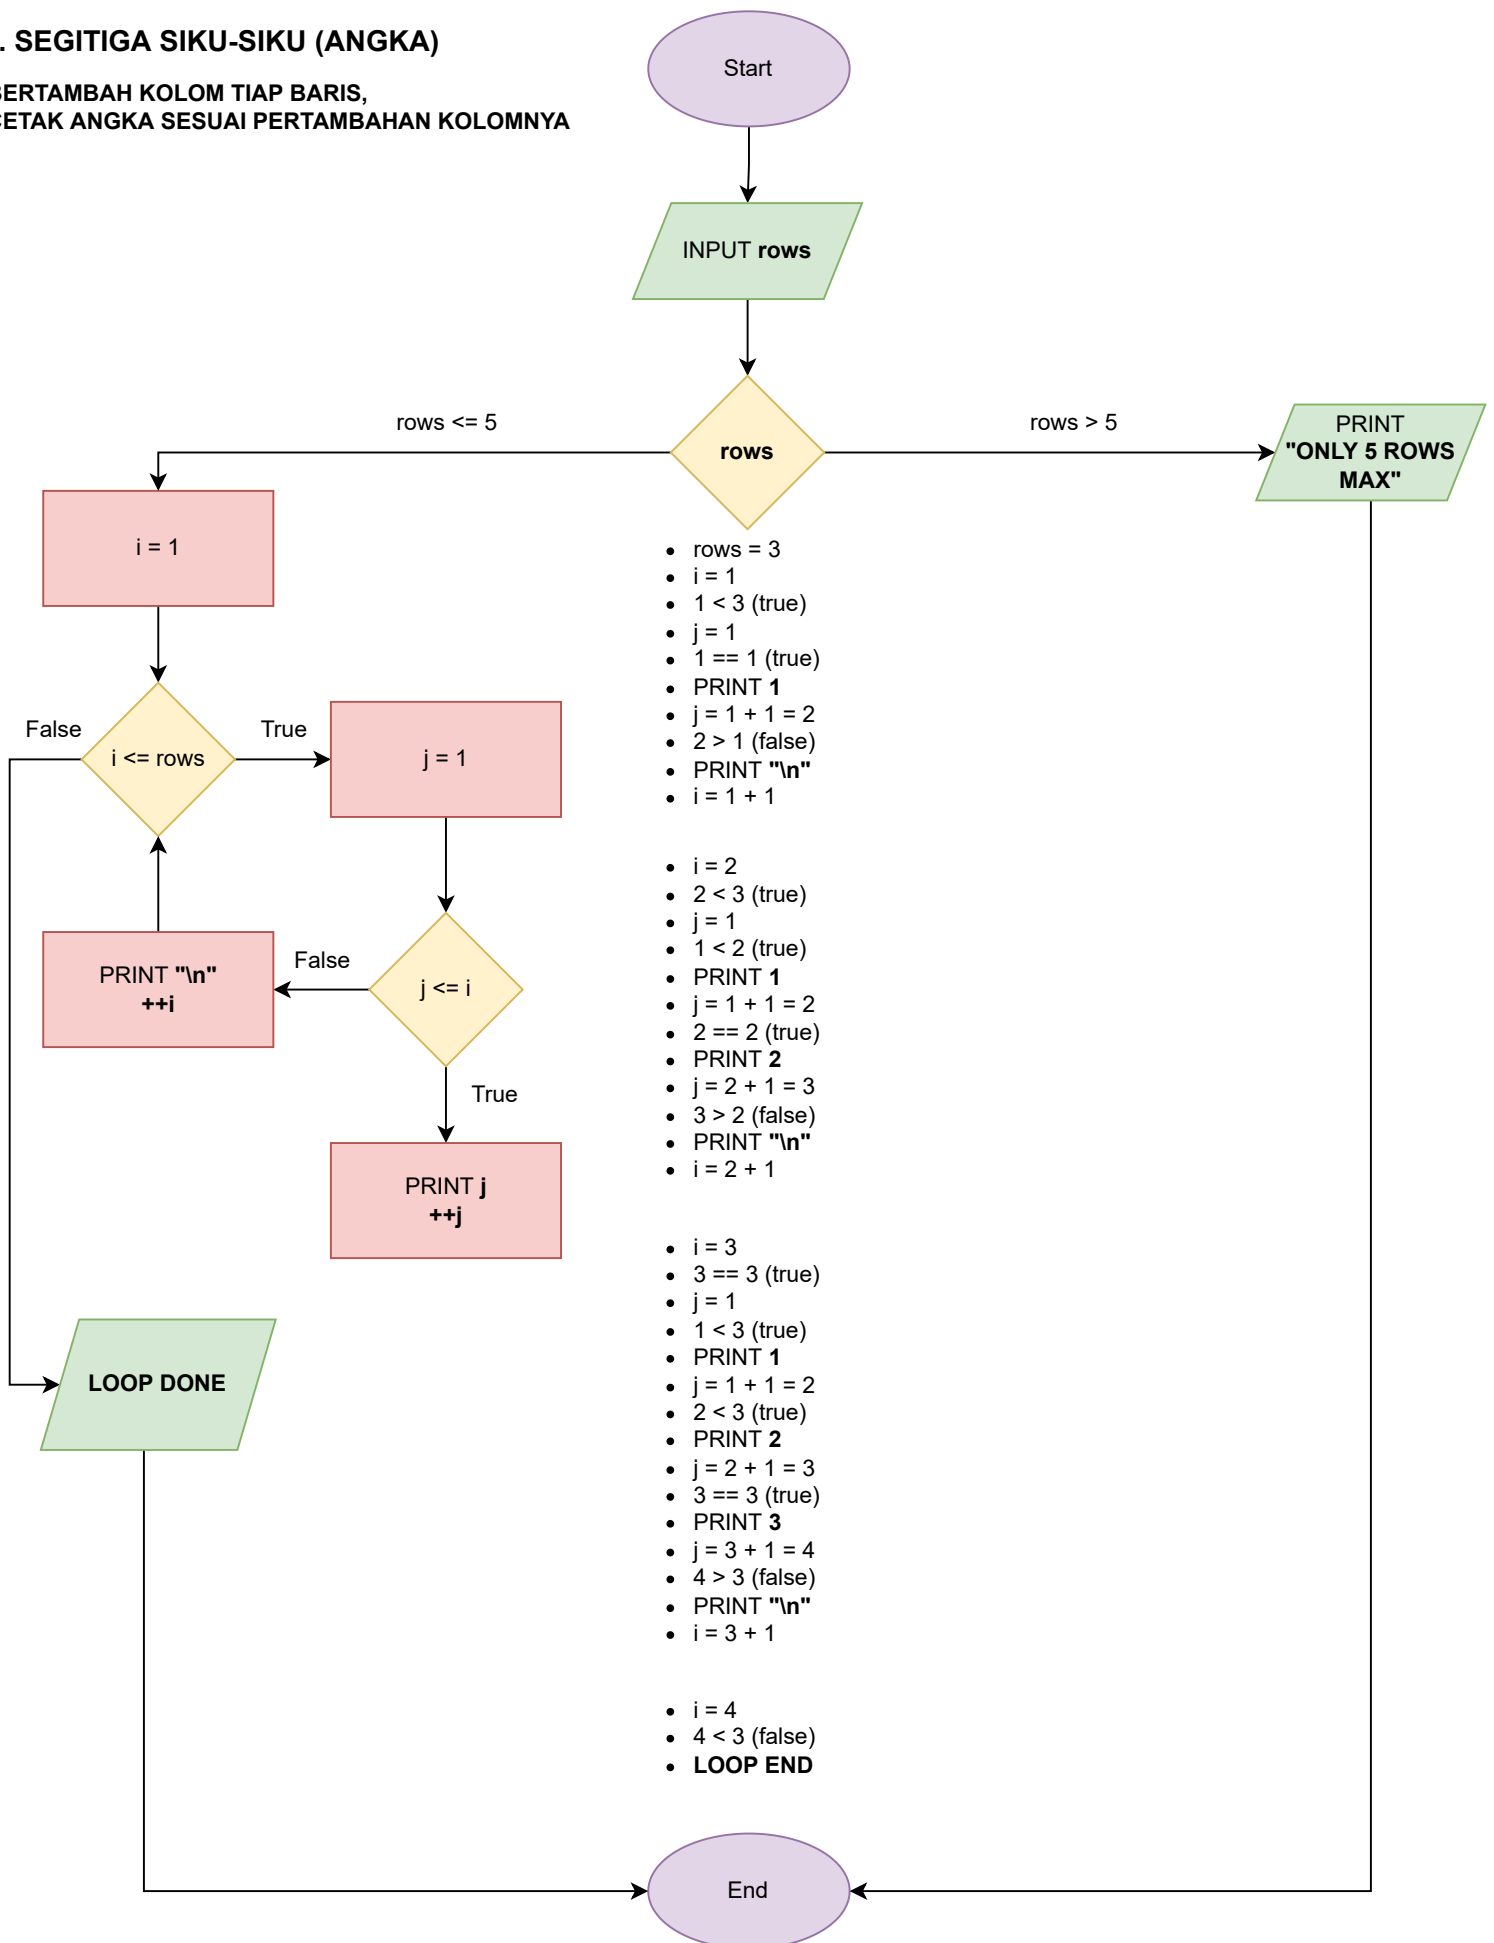 . SEGITIGA SIKU-SIKU (ANGKA)
BERTAMBAH KOLOM TIAP BARIS,
CETAK ANGKA SESUAI PERTAMBAHAN KOLOMNYA
Start
INPUT rows
rows <= 5
rows
rows > 5
PRINT
"ONLY 5 ROWS
MAX"
i = 1
False
i <= rows
True
j = 1
PRINT "\n"
++i
False
j <= i
True
PRINT j
++j
LOOP DONE
rows = 3
i = 1
1 < 3 (true)
j = 1
1 == 1 (true)
PRINT 1
j = 1 + 1 = 2
2 > 1 (false)
PRINT "\n"
i = 1 + 1
i = 2
2 < 3 (true)
j = 1
1 < 2 (true)
PRINT 1
j = 1 + 1 = 2
2 == 2 (true)
PRINT 2
j = 2 + 1 = 3
3 > 2 (false)
PRINT "\n"
i = 2 + 1
i = 3
3 == 3 (true)
j = 1
1 < 3 (true)
PRINT 1
j = 1 + 1 = 2
2 < 3 (true)
PRINT 2
j = 2 + 1 = 3
3 == 3 (true)
PRINT 3
j = 3 + 1 = 4
4 > 3 (false)
PRINT "\n"
i = 3 + 1
i = 4
4 < 3 (false)
LOOP END
End